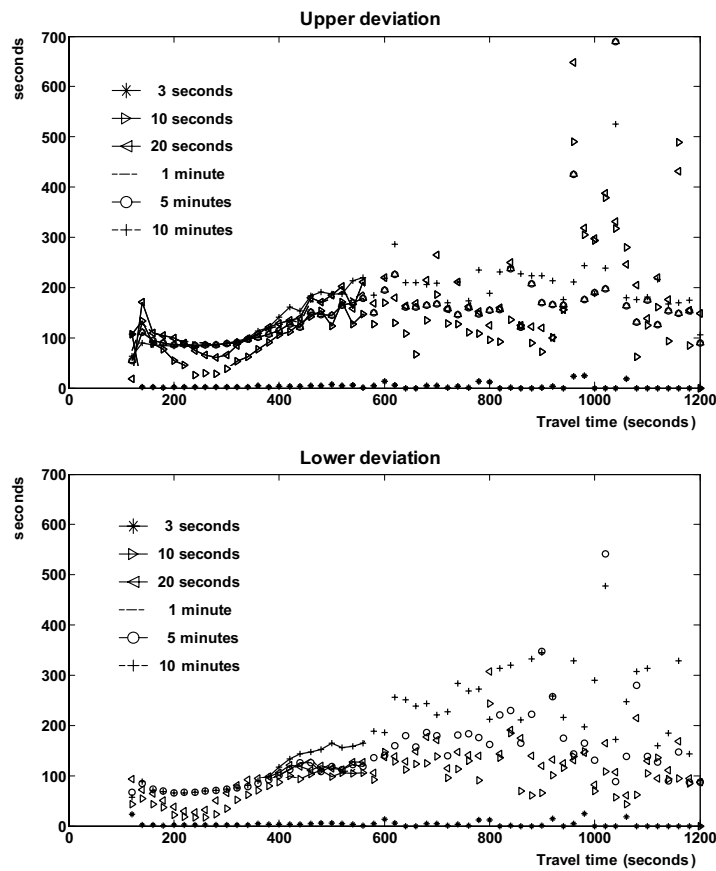 Upper deviation
seconds
700
600
500
400
300
200
100
0
3 seconds
10 seconds
20 seconds
1 minute
5 minutes
10 minutes
0
200
400
600
800
1000
1200
Travel time (seconds)
Lower deviation
seconds
700
600
500
400
300
200
100
0
3 seconds
10 seconds
20 seconds
1 minute
5 minutes
10 minutes
0
200
400
600
800
1000
1200
Travel time (seconds)